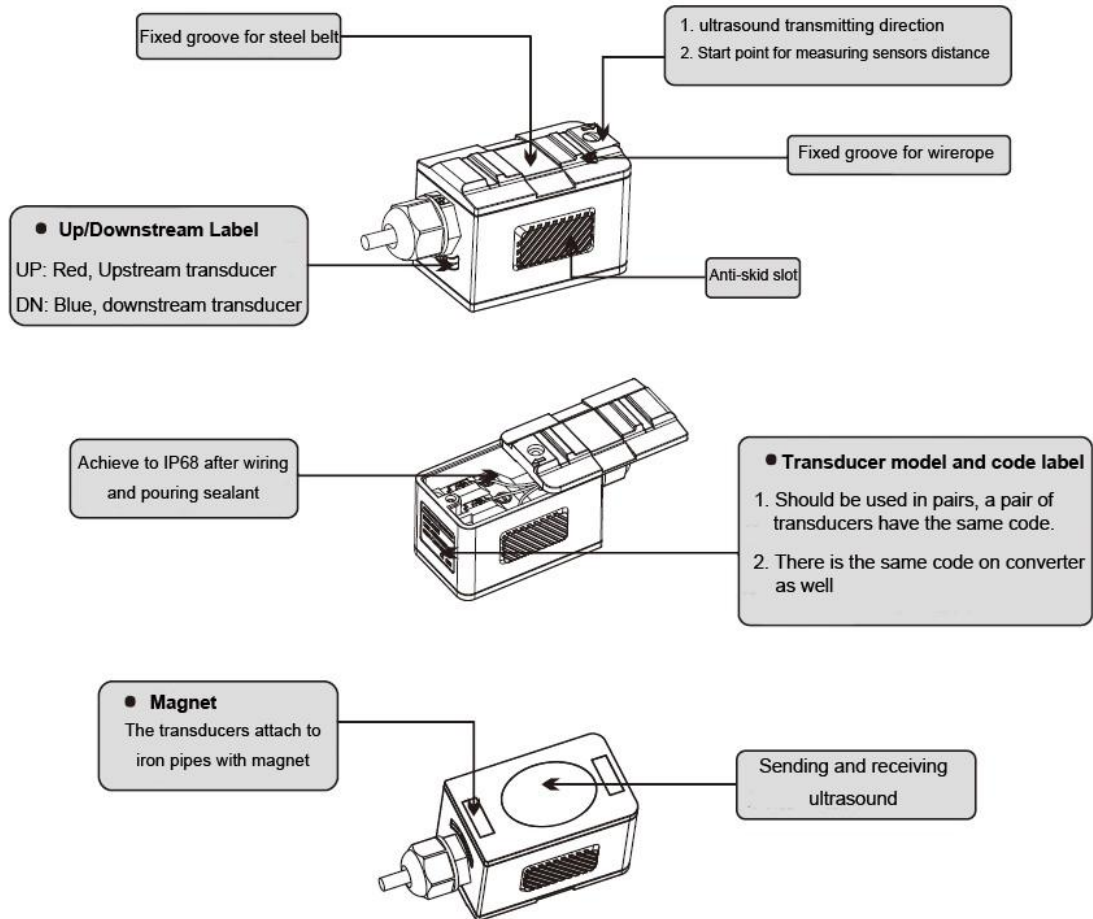 Fixed groove for steel belt
1. ultrasound transmitting direction
2. Start point for measuring sensors distance
Fixed groove for wirerope
● Up/Downstream Label
UP: Red, Upstream transducer
DN: Blue, downstream transducer
Anti-skid slot
Achieve to IP68 after wiring
and pouring sealant
● Transducer model and code label
1. Should be used in pairs, a pair of
transducers have the same code.
2. There is the same code on converter
as well
● Magnet
The transducers attach to
iron pipes with magnet
Sending and receiving
ultrasound